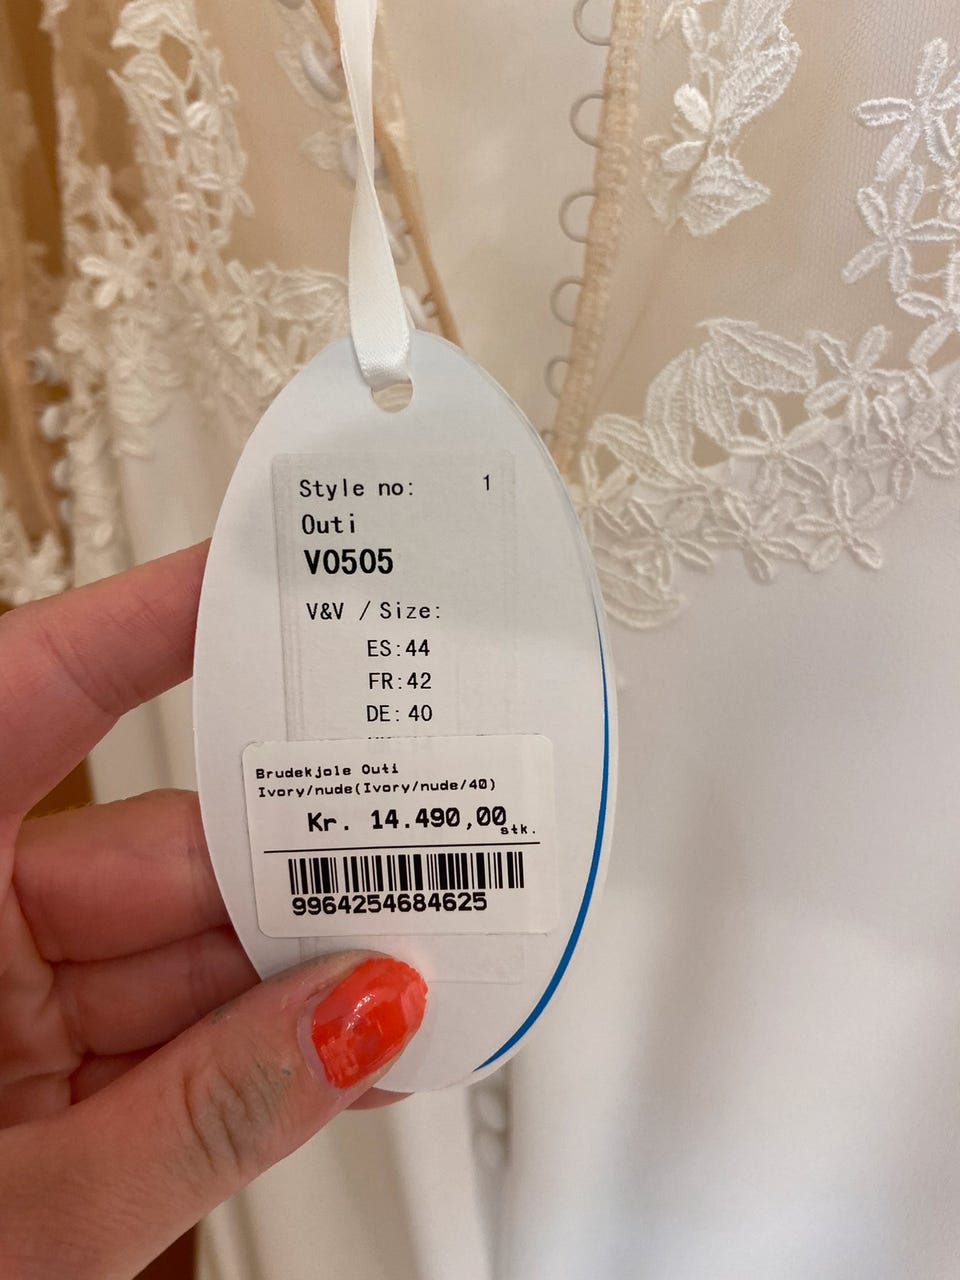 Style no: 1
Outi
V0505
V&V / Size:
ES:44
FR:42
DE:40
Brudekjole Outi
Ivory/nude(Ivory/nude/40)
Kr. 14.490,00 stk.
9964254684625